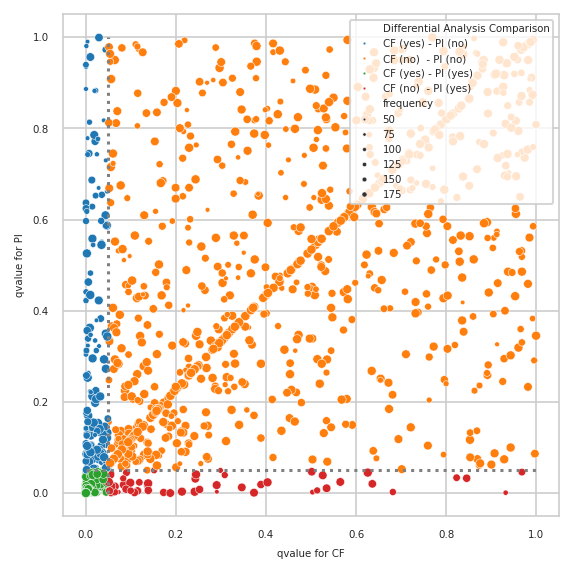 Differential Analysis Comparison
CF (yes) - PI (no)
CF (no)  - PI (no)
CF (yes) - PI (yes)
CF (no)  - PI (yes)
frequency
50
75
100
125
150
175
qvalue for PI
1.0
0.8
0.6
0.4
0.2
0.0
0.0 0.2 0.4 0.6 0.8 1.0
qvalue for CF